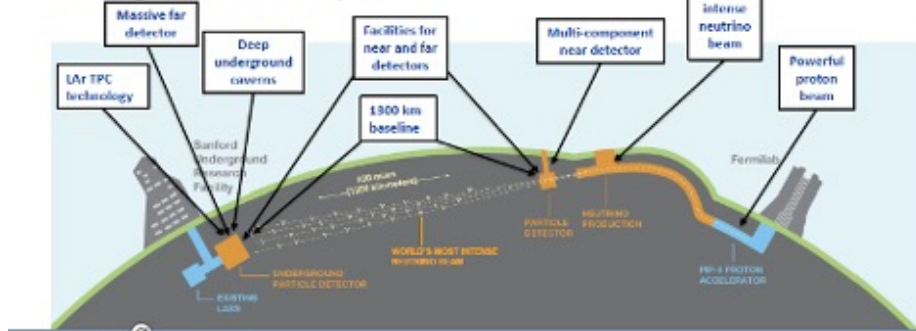 Massive far
detector
Deep
underground
caverns
LAr TPC
technology
Facilities for
near and far
detectors
1300 km
baseline
Multi-component
near detector
intense
neutrino
beam
Powerful
proton
beam
Sanford
Underground
Research
Facility
Fermilab
PARTICLE
DETECTOR
NEUTRINO
PRODUCTION
WORLD'S MOST INTENSE
NEUTRINO BEAM
UNDERGROUND
PARTICLE DETECTOR
EXISTING
LABS
PROTON
ACCELERATOR